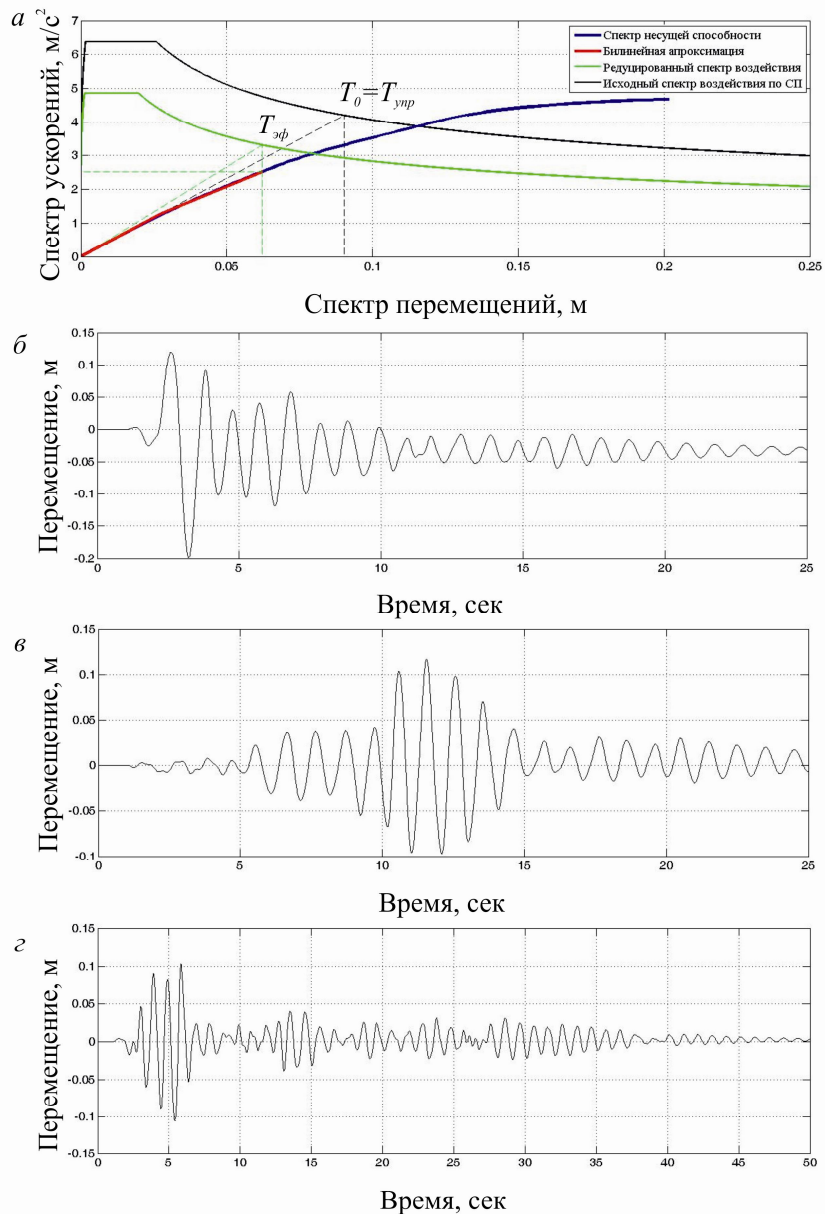 а
Спектр ускорений, м/с²
7
6
5
4
3
2
1
0
T₀=Tупр
Tэф
Спектр несущей способности
Билинейная апроксимация
Редуцированный спектр воздействия
Исходный спектр воздействия по СП
0 0.05 0.1 0.15 0.2 0.25
Спектр перемещений, м
б
Перемещение, м
0.15
0.1
0.05
0
-0.05
-0.1
-0.15
-0.2
0 5 10 15 20 25
Время, сек
в
Перемещение, м
0.15
0.1
0.05
0
-0.05
-0.1
0 5 10 15 20 25
Время, сек
г
Перемещение, м
0.15
0.1
0.05
0
-0.05
-0.1
-0.15
0 5 10 15 20 25 30 35 40 45 50
Время, сек